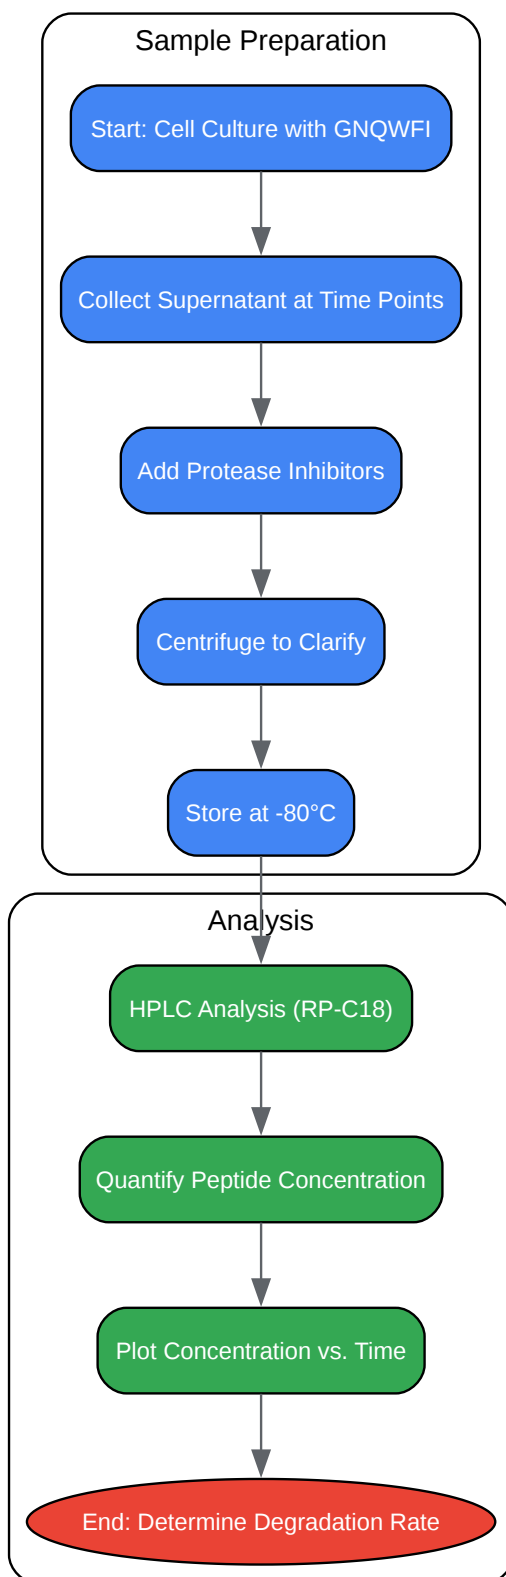 Sample Preparation
Start: Cell Culture with GNQWFI
Collect Supernatant at Time Points
Add Protease Inhibitors
Centrifuge to Clarify
Store at -80°C
Analysis
HPLC Analysis (RP-C18)
Quantify Peptide Concentration
Plot Concentration vs. Time
End: Determine Degradation Rate